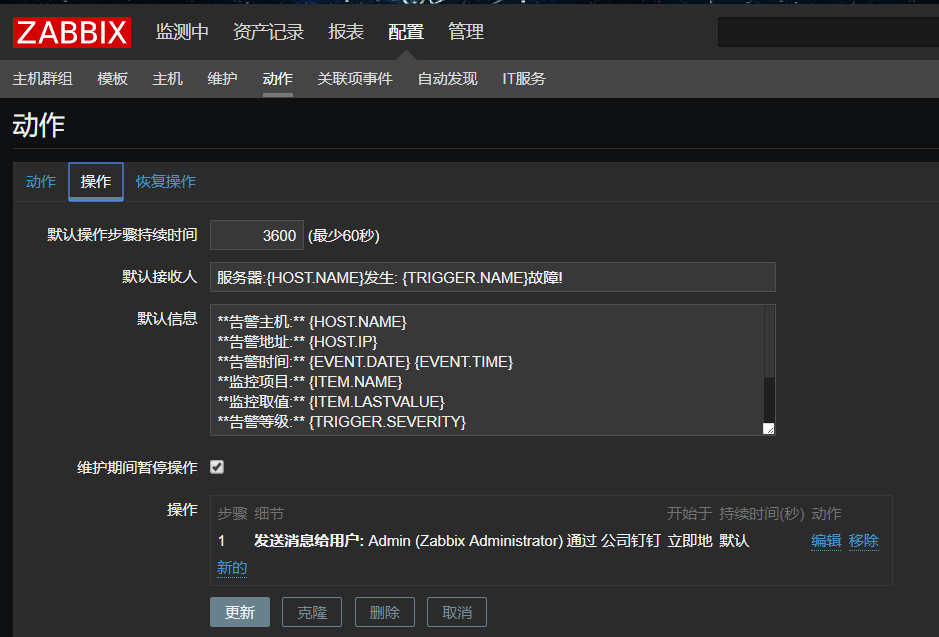 ZABBIX 监测中 资产记录 报表 配置 管理
主机群组 模板 主机 维护 动作 关联项事件 自动发现 IT服务
动作
动作 操作 恢复操作
默认操作步骤持续时间 3600 (最少60秒)
默认接收人 服务器:{HOST.NAME}发生: {TRIGGER.NAME}故障!
默认信息 **告警主机:** {HOST.NAME}
**告警地址:** {HOST.IP}
**告警时间:** {EVENT.DATE} {EVENT.TIME}
**监控项目:** {ITEM.NAME}
**监控取值:** {ITEM.LASTVALUE}
**告警等级:** {TRIGGER.SEVERITY}
维护期间暂停操作
操作 步骤 细节 开始于 持续时间(秒) 动作
1 发送消息给用户: Admin (Zabbix Administrator) 通过 公司钉钉 立即地 默认 编辑 移除
新的
更新 克隆 删除 取消